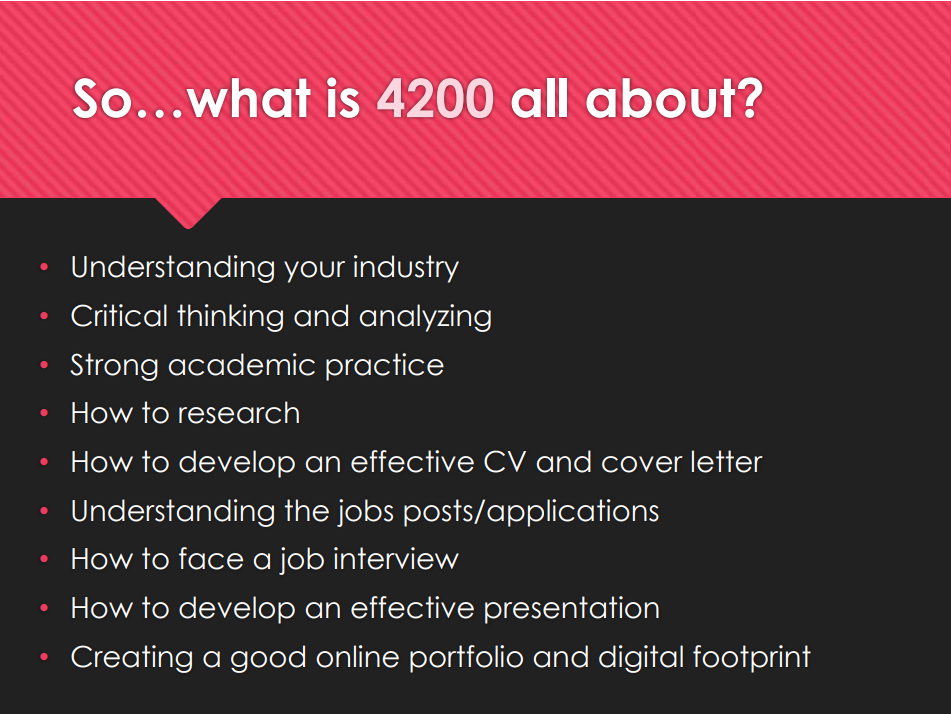 So…what is 4200 all about?
• Understanding your industry
• Critical thinking and analyzing
• Strong academic practice
• How to research
• How to develop an effective CV and cover letter
• Understanding the jobs posts/applications
• How to face a job interview
• How to develop an effective presentation
• Creating a good online portfolio and digital footprint